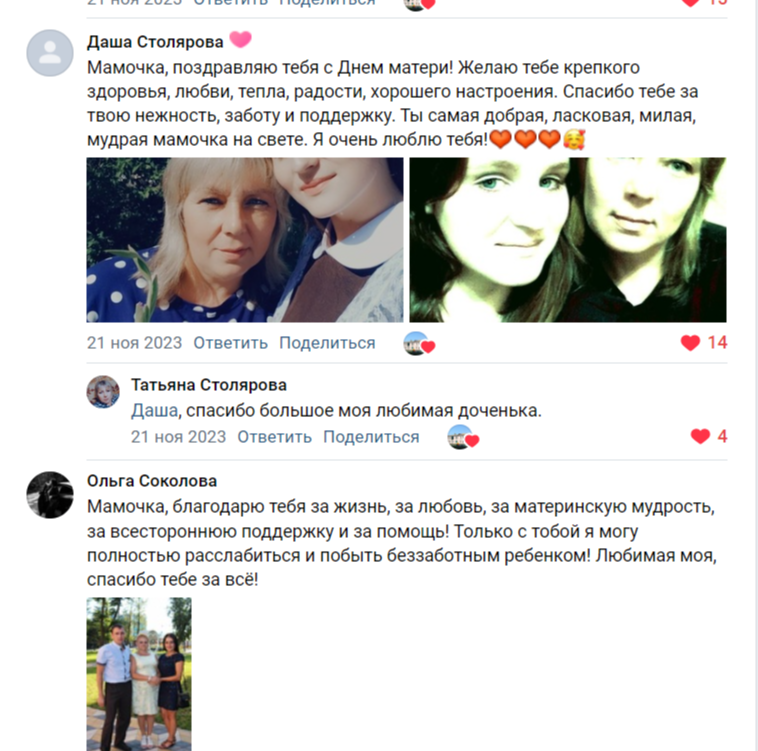 21 ноя 2023 Ответить Поделиться 15
Даша Столярова
Мамочка, поздравляю тебя с Днем матери! Желаю тебе крепкого
здоровья, любви, тепла, радости, хорошего настроения. Спасибо тебе за
твою нежность, заботу и поддержку. Ты самая добрая, ласковая, милая,
мудрая мамочка на свете. Я очень люблю тебя!❤❤❤🥰
21 ноя 2023 Ответить Поделиться 14
Татьяна Столярова
Даша, спасибо большое моя любимая доченька.
21 ноя 2023 Ответить Поделиться 4
Ольга Соколова
Мамочка, благодарю тебя за жизнь, за любовь, за материнскую мудрость,
за всестороннюю поддержку и за помощь! Только с тобой я могу
полностью расслабиться и побыть беззаботным ребенком! Любимая моя,
спасибо тебе за всё!